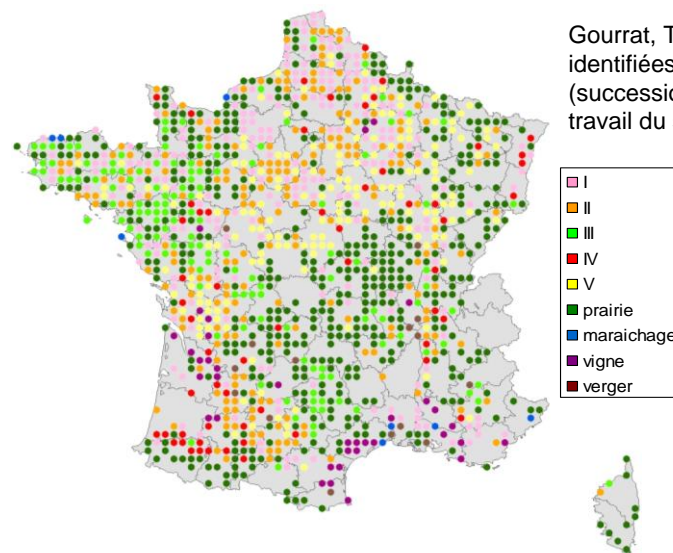 Gourrat, T
identifiées
(successio
travail du
I
II
III
IV
V
prairie
maraichage
vigne
verger